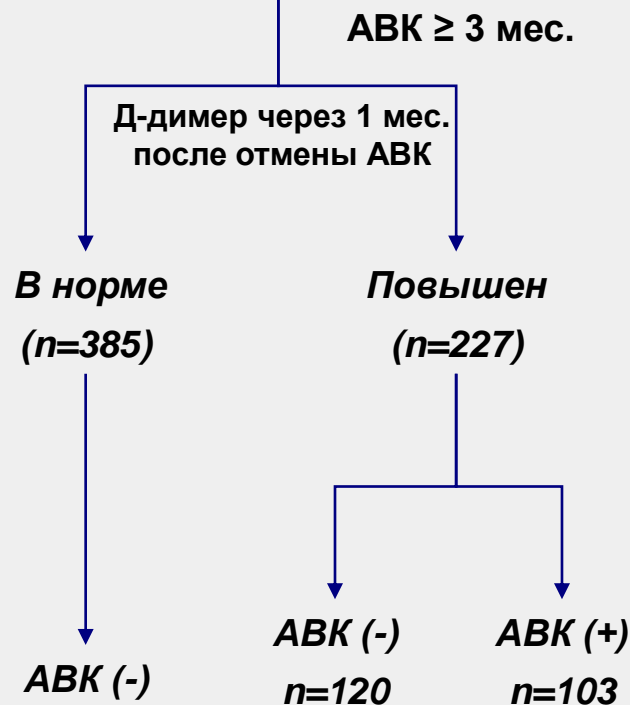 АВК ≥ 3 мес.
Д-димер через 1 мес.
после отмены АВК
В норме
(n=385)
Повышен
(n=227)
АВК (-)
n=120
АВК (+)
n=103
АВК (-)